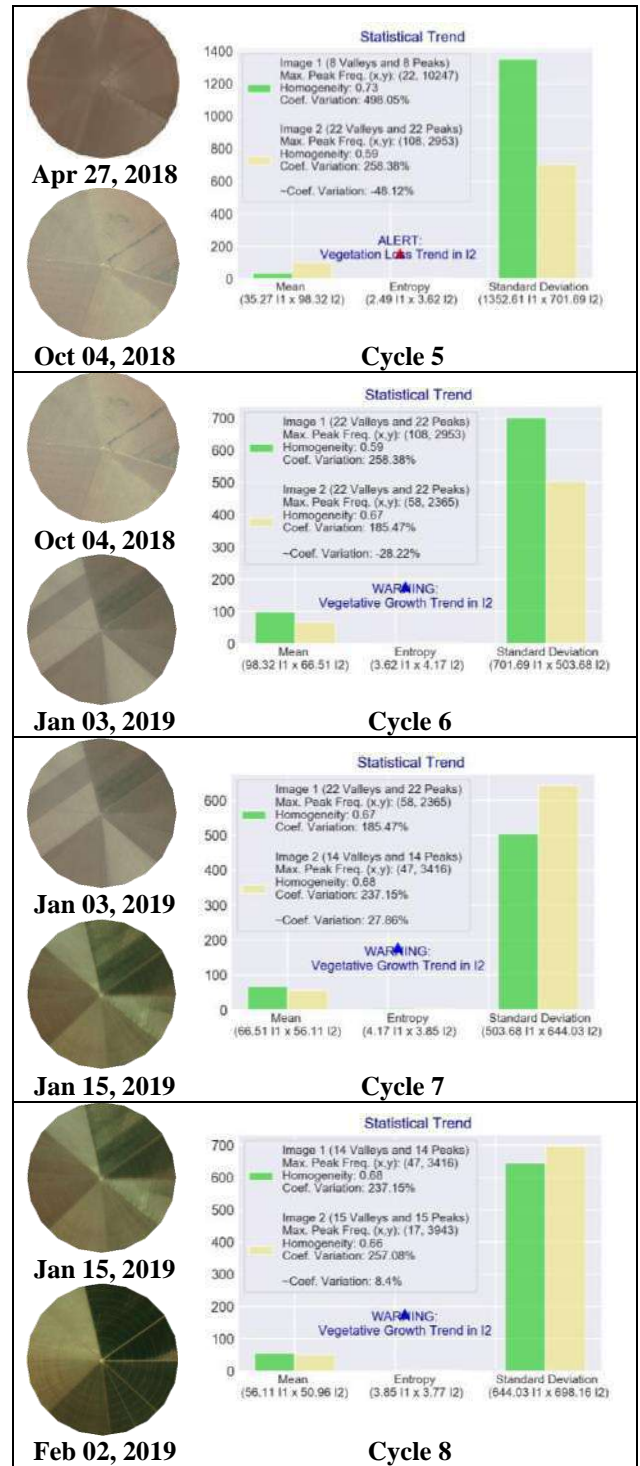 Apr 27, 2018
Oct 04, 2018
Statistical Trend
1400
1200
1000
800
600
400
200
0
Image 1 (8 Valleys and 8 Peaks)
Max. Peak Freq. (x,y): (22, 10247)
Homogeneity: 0.73
Coef. Variation: 498.05%
Image 2 (22 Valleys and 22 Peaks)
Max. Peak Freq. (x,y): (108, 2953)
Homogeneity: 0.59
Coef. Variation: 258.38%
~Coef. Variation: -48.12%
ALERT:
Vegetation Loss Trend in I2
Mean Entropy Standard Deviation
(35.27 I1 x 98.32 I2) (2.49 I1 x 3.62 I2) (1352.61 I1 x 701.69 I2)
Cycle 5
Oct 04, 2018
Jan 03, 2019
Statistical Trend
700
600
500
400
300
200
100
0
Image 1 (22 Valleys and 22 Peaks)
Max. Peak Freq. (x,y): (108, 2953)
Homogeneity: 0.59
Coef. Variation: 258.38%
Image 2 (22 Valleys and 22 Peaks)
Max. Peak Freq. (x,y): (58, 2365)
Homogeneity: 0.67
Coef. Variation: 185.47%
~Coef. Variation: -28.22%
WARNING:
Vegetative Growth Trend in I2
Mean Entropy Standard Deviation
(98.32 I1 x 66.51 I2) (3.62 I1 x 4.17 I2) (701.69 I1 x 503.68 I2)
Cycle 6
Jan 03, 2019
Jan 15, 2019
Statistical Trend
600
500
400
300
200
100
0
Image 1 (22 Valleys and 22 Peaks)
Max. Peak Freq. (x,y): (58, 2365)
Homogeneity: 0.67
Coef. Variation: 185.47%
Image 2 (14 Valleys and 14 Peaks)
Max. Peak Freq. (x,y): (47, 3416)
Homogeneity: 0.68
Coef. Variation: 237.15%
~Coef. Variation: 27.86%
WARNING:
Vegetative Growth Trend in I2
Mean Entropy Standard Deviation
(66.51 I1 x 56.11 I2) (4.17 I1 x 3.85 I2) (503.68 I1 x 644.03 I2)
Cycle 7
Jan 15, 2019
Feb 02, 2019
Statistical Trend
700
600
500
400
300
200
100
0
Image 1 (14 Valleys and 14 Peaks)
Max. Peak Freq. (x,y): (47, 3416)
Homogeneity: 0.68
Coef. Variation: 237.15%
Image 2 (15 Valleys and 15 Peaks)
Max. Peak Freq. (x,y): (17, 3943)
Homogeneity: 0.66
Coef. Variation: 257.08%
~Coef. Variation: 8.4%
WARNING:
Vegetative Growth Trend in I2
Mean Entropy Standard Deviation
(56.11 I1 x 50.96 I2) (3.85 I1 x 3.77 I2) (644.03 I1 x 698.16 I2)
Cycle 8